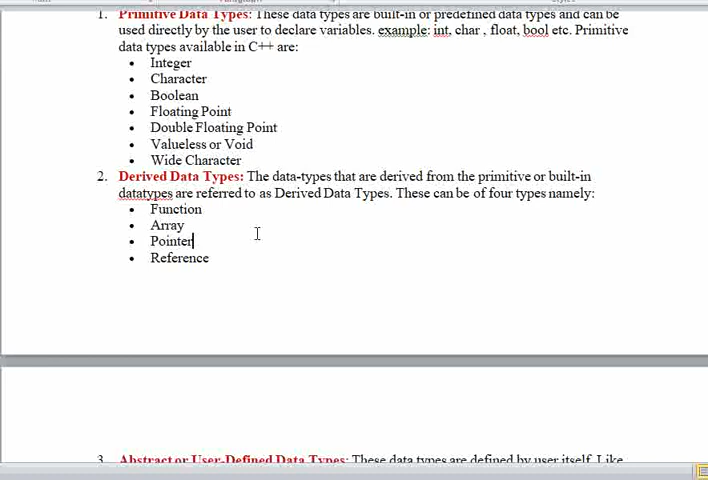 1. Primitive Data Types: These data types are built-in or predefined data types and can be
used directly by the user to declare variables. example: int, char , float, bool etc. Primitive
data types available in C++ are:
• Integer
• Character
• Boolean
• Floating Point
• Double Floating Point
• Valueless or Void
• Wide Character
2. Derived Data Types: The data-types that are derived from the primitive or built-in
datatypes are referred to as Derived Data Types. These can be of four types namely:
• Function
• Array
• Pointer
• Reference
3. Abstract or User-Defined Data Types: These data types are defined by user itself. Like